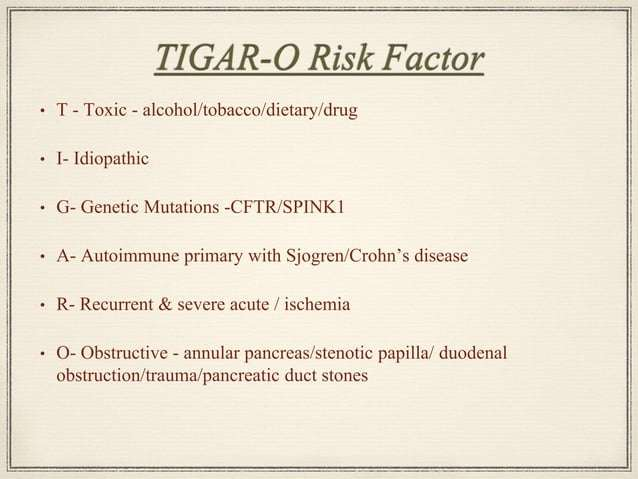 TIGAR-O Risk Factor
• T - Toxic - alcohol/tobacco/dietary/drug
• I- Idiopathic
• G- Genetic Mutations -CFTR/SPINK1
• A- Autoimmune primary with Sjogren/Crohn’s disease
• R- Recurrent & severe acute / ischemia
• O- Obstructive - annular pancreas/stenotic papilla/ duodenal
obstruction/trauma/pancreatic duct stones